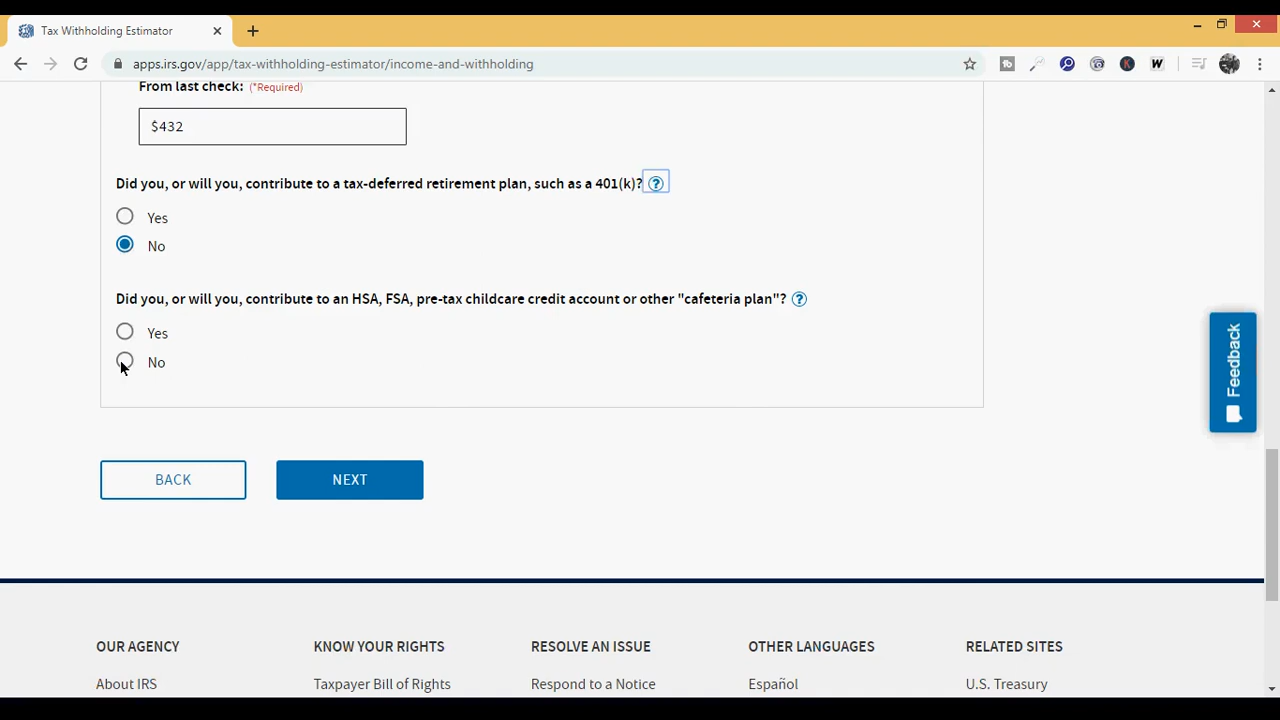 Tax Withholding Estimator
apps.irs.gov/app/tax-withholding-estimator/income-and-withholding
tb
K
W
From last check: (*Required)
$432
Did you, or will you, contribute to a tax-deferred retirement plan, such as a 401(k)? ?
Yes
No
Did you, or will you, contribute to an HSA, FSA, pre-tax childcare credit account or other "cafeteria plan"? ?
Yes
No
Feedback
BACK
NEXT
OUR AGENCY
KNOW YOUR RIGHTS
RESOLVE AN ISSUE
OTHER LANGUAGES
RELATED SITES
About IRS
Taxpayer Bill of Rights
Respond to a Notice
Español
U.S. Treasury